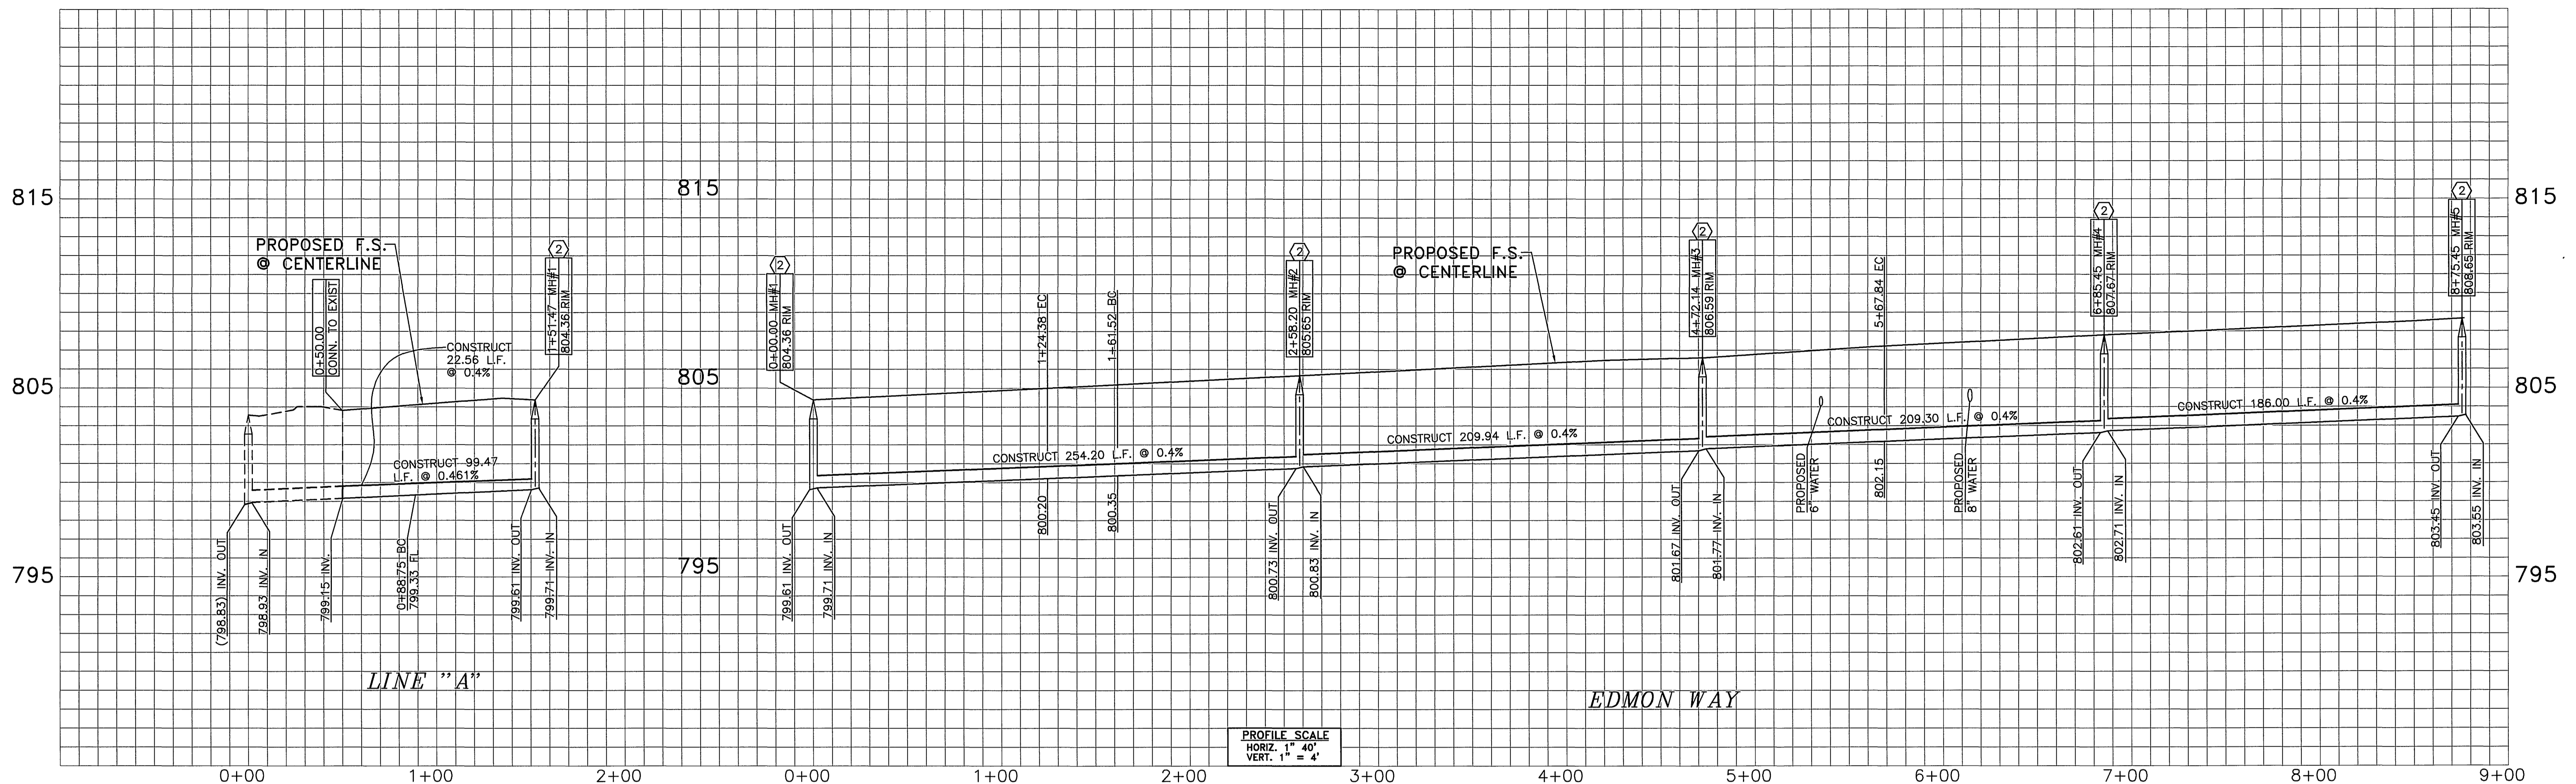 815
805
795
PROPOSED F.S.
@ CENTERLINE
0+50.00
CONN. TO EXIST
CONSTRUCT
22.56 L.F.
@ 0.4%
2
1+51.47 MH#1
804.36 RIM
CONSTRUCT 99.47
L.F. @ 0.461%
(798.83) INV. OUT
798.93 INV. IN
799.15 INV.
0+88.75 BC
799.33 FL
799.61 INV. OUT
799.71 INV. IN
LINE "A"
815
805
795
2
0+00.00 MH#1
804.36 RIM
1+24.38 EC
1+61.52 BC
2
2+58.20 MH#2
805.65 RIM
PROPOSED F.S.
@ CENTERLINE
2
4+72.14 MH#3
806.59 RIM
5+67.84 EC
2
6+85.45 MH#4
807.67 RIM
2
8+75.45 MH#5
808.65 RIM
815
805
795
CONSTRUCT 254.20 L.F. @ 0.4%
CONSTRUCT 209.94 L.F. @ 0.4%
CONSTRUCT 209.30 L.F. @ 0.4%
CONSTRUCT 186.00 L.F. @ 0.4%
799.61 INV. OUT
799.71 INV. IN
800.20
800.35
800.73 INV. OUT
800.83 INV. IN
801.67 INV. OUT
801.77 INV. IN
PROPOSED
6" WATER
802.15
PROPOSED
8" WATER
802.61 INV. OUT
802.71 INV. IN
803.45 INV. OUT
803.55 INV. IN
EDMON WAY
PROFILE SCALE
HORIZ. 1" 40'
VERT. 1" = 4'
0+00 1+00 2+00 0+00 1+00 2+00 3+00 4+00 5+00 6+00 7+00 8+00 9+00